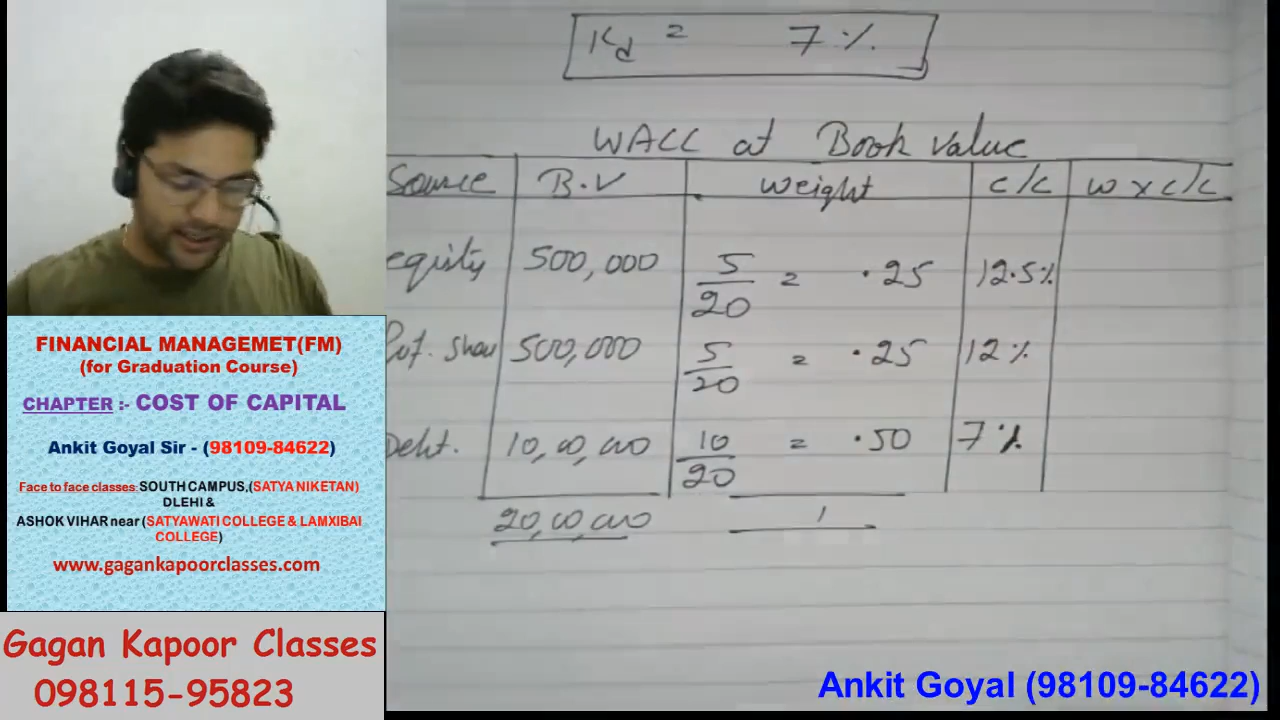 Kd = 7%
WACC at Book value
Source B.V weight c/c w x c/c
equity 500,000 5/20 = .25 12.5%
Pref. Share 500,000 5/20 = .25 12%
Debt. 10,00,000 10/20 = .50 7%
20,00,000 1
FINANCIAL MANAGEMET(FM)
(for Graduation Course)
CHAPTER :- COST OF CAPITAL
Ankit Goyal Sir - (98109-84622)
Face to face classes: SOUTH CAMPUS,(SATYA NIKETAN)
DLEHI &
ASHOK VIHAR near (SATYAWATI COLLEGE & LAMXIBAI
COLLEGE)
www.gagankapoorclasses.com
Gagan Kapoor Classes
098115-95823
Ankit Goyal (98109-84622)